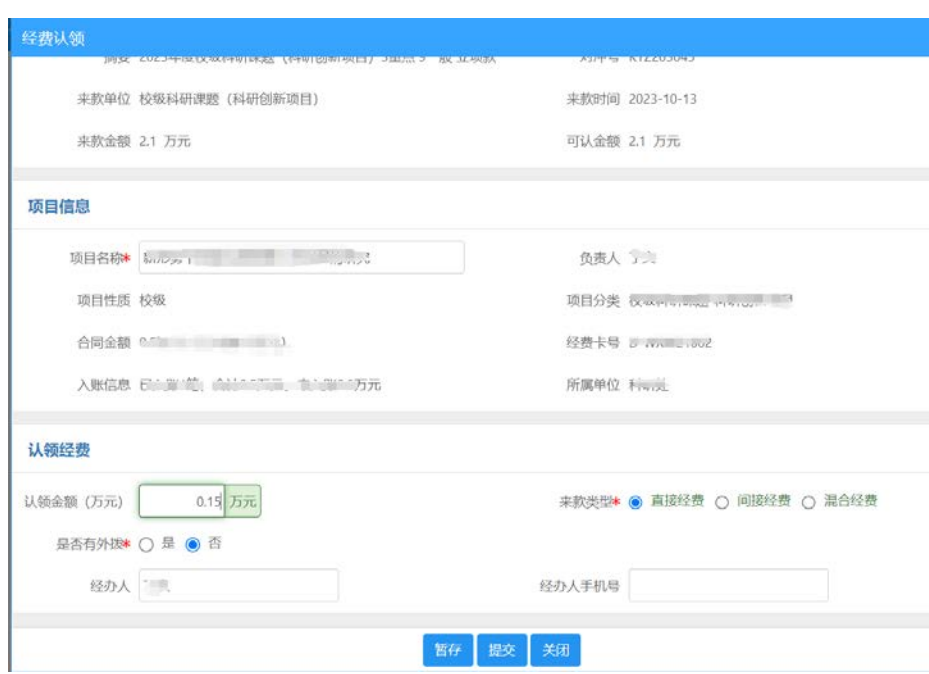 经费认领
来款单位 校级科研课题（科研创新项目） 来款时间 2023-10-13
来款金额 2.1 万元 可认金额 2.1 万元
项目信息
项目名称* 负责人
项目性质 校级 项目分类
合同金额 经费卡号
入账信息 万元 所属单位
认领经费
认领金额（万元） 0.15 万元 来款类型* 直接经费 间接经费 混合经费
是否有外拨* 是 否
经办人 经办人手机号
暂存 提交 关闭